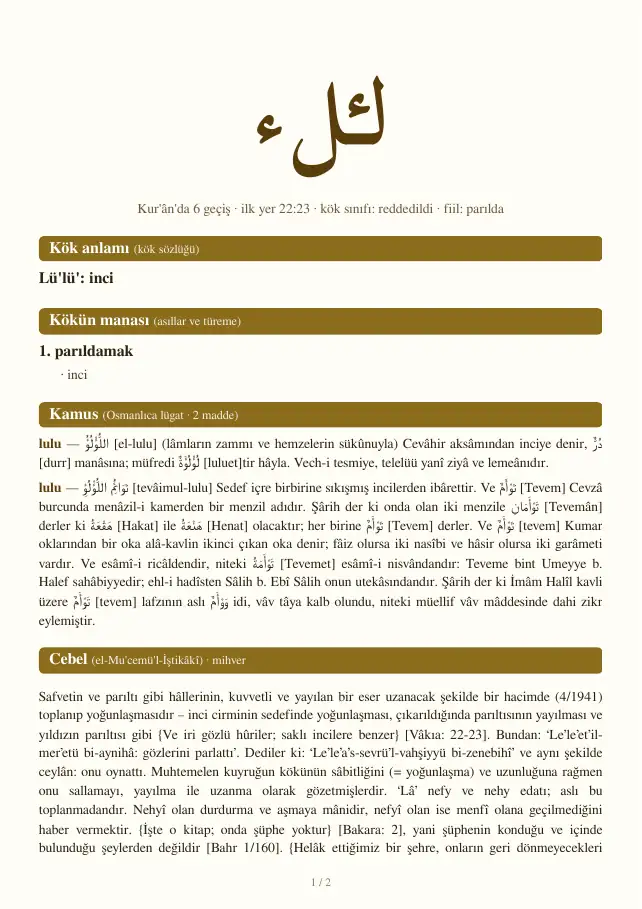 لألء
Kur'ân'da 6 geçiş · ilk yer 22:23 · kök sınıfı: reddedildi · fiil: parılda
Kök anlamı (kök sözlüğü)
Lü'lü': inci
Kökün manası (asıllar ve türeme)
1. parıldamak
· inci
Kamus (Osmanlıca lügat · 2 madde)
lulu — اللُّؤْلُؤُ [el-lulu] (lâmların zammı ve hemzelerin sükûnuyla) Cevâhir aksâmından inciye denir, دُرٌّ
[durr] manâsına; müfredi لُؤْلُؤَةٌ [luluet]tir hâyla. Vech-i tesmiye, telelüü yanî ziyâ ve lemeânıdır.
lulu — تَوَائِمُ اللُّؤْلُؤِ [tevâimul-lulu] Sedef içre birbirine sıkışmış incilerden ibârettir. Ve تَوْأَمٌ [Tevem] Cevzâ
burcunda menâzil-i kamerden bir menzil adıdır. Şârih der ki onda olan iki menzile تَوْأَمَانِ [Tevemân]
derler ki هَقْعَةُ [Hakat] ile هَنْعَةُ [Henat] olacaktır; her birine تَوْأَمٌ [Tevem] derler. Ve تَوْأَمٌ [tevem] Kumar
oklarından bir oka alâ-kavlin ikinci çıkan oka denir; fâiz olursa iki nasîbi ve hâsir olursa iki garâmeti
vardır. Ve esâmî-i ricâldendir, niteki تَوْأَمَةُ [Tevemet] esâmî-i nisvândandır: Teveme bint Umeyye b.
Halef sahâbiyyedir; ehl-i hadîsten Sâlih b. Ebî Sâlih onun utekâsındandır. Şârih der ki İmâm Halîl kavli
üzere تَوْأَمٌ [tevem] lafzının aslı وَوْأَمٌ idi, vâv tâya kalb olundu, niteki müellif vâv mâddesinde dahi zikr
eylemiştir.
Cebel (el-Mu'cemü'l-İştikâkî) · mihver
Safvetin ve parıltı gibi hâllerinin, kuvvetli ve yayılan bir eser uzanacak şekilde bir hacimde (4/1941)
toplanıp yoğunlaşmasıdır – inci cirminin sedefinde yoğunlaşması, çıkarıldığında parıltısının yayılması ve
yıldızın parıltısı gibi {Ve iri gözlü hûriler; saklı incilere benzer} [Vâkıa: 22-23]. Bundan: ‘Le'le'et'il-
mer'etü bi-aynihâ: gözlerini parlattı’. Dediler ki: ‘Le'le'a's-sevrü'l-vahşiyyü bi-zenebihî’ ve aynı şekilde
ceylân: onu oynattı. Muhtemelen kuyruğun kökünün sâbitliğini (= yoğunlaşma) ve uzunluğuna rağmen
onu sallamayı, yayılma ile uzanma olarak gözetmişlerdir. ‘Lâ’ nefy ve nehy edatı; aslı bu
toplanmadandır. Nehyî olan durdurma ve aşmaya mânidir, nefyî olan ise menfî olana geçilmediğini
haber vermektir. {İşte o kitap; onda şüphe yoktur} [Bakara: 2], yani şüphenin konduğu ve içinde
bulunduğu şeylerden değildir [Bahr 1/160]. {Helâk ettiğimiz bir şehre, onların geri dönmeyecekleri
1 / 2